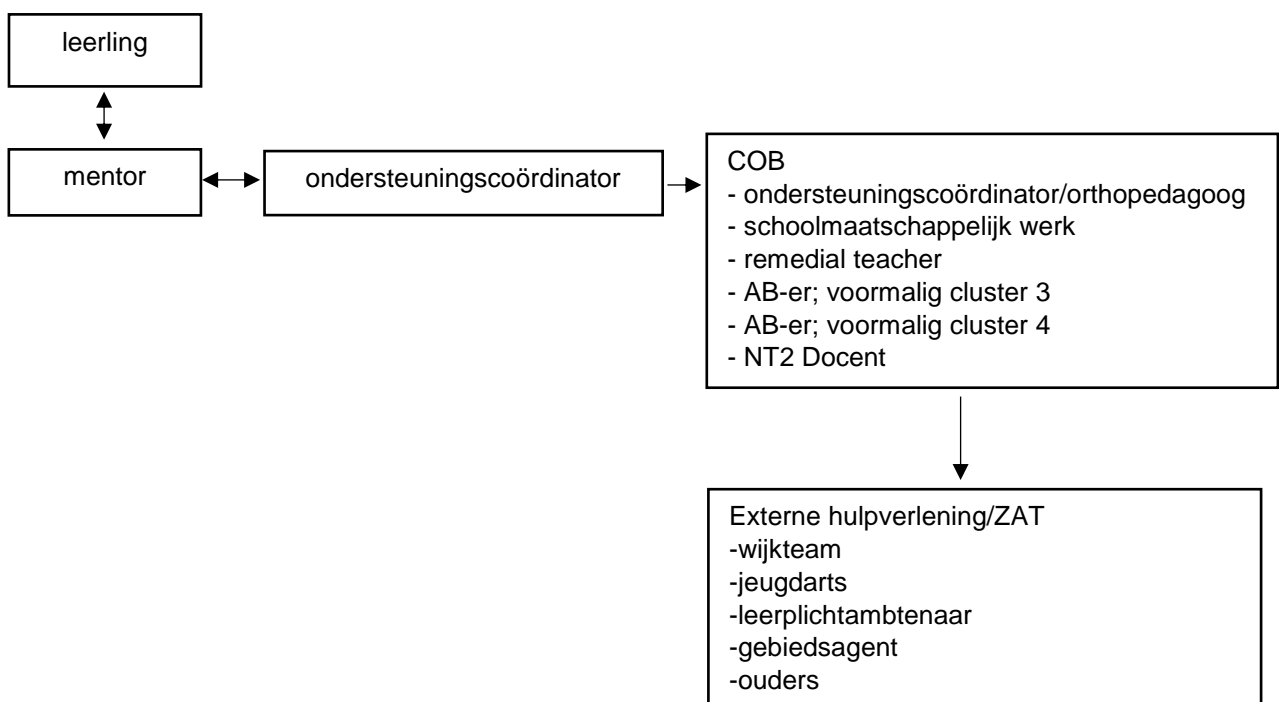 leerling
mentor
ondersteuningscoördinator
COB
- ondersteuningscoördinator/orthopedagoog
- schoolmaatschappelijk werk
- remedial teacher
- AB-er; voormalig cluster 3
- AB-er; voormalig cluster 4
- NT2 Docent
Externe hulpverlening/ZAT
-wijkteam
-jeugdarts
-leerplichtambtenaar
-gebiedsagent
-ouders